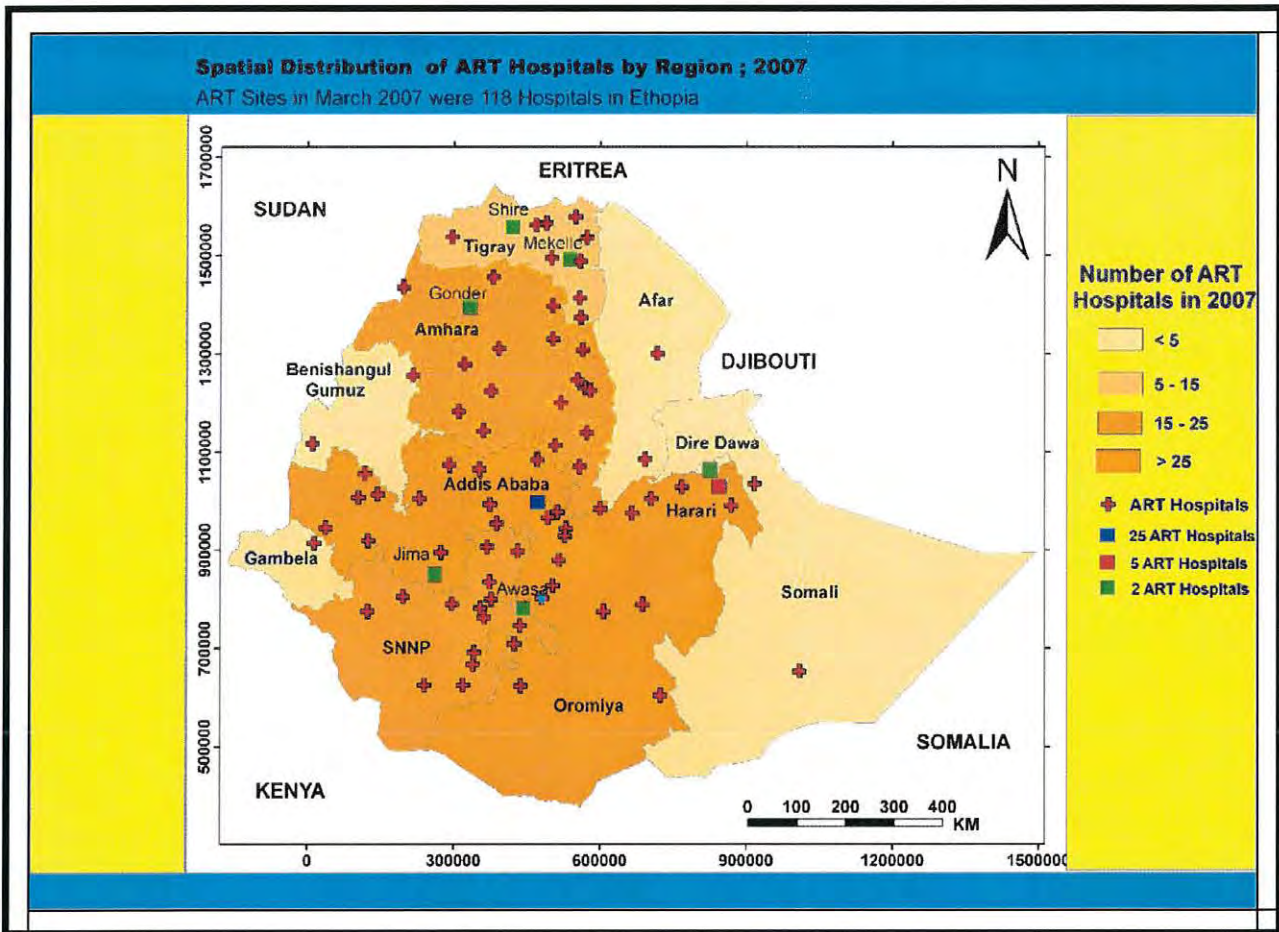 Spatial Distribution of ART Hospitals by Region ; 2007
ART Sites in March 2007 were 118 Hospitals in Ethopia
ERITREA
N
SUDAN
Shire
Tigray
Mekelle
Gonder
Amhara
Afar
Benishangul
Gumuz
DJIBOUTI
Dire Dawa
Addis Ababa
Harari
Gambela
Jima
Awasa
Somali
SNNP
Oromiya
SOMALIA
KENYA
0 100 200 300 400
KM
1700000
1500000
1300000
1100000
900000
700000
500000
0 300000 600000 900000 1200000 1500000
Number of ART
Hospitals in 2007
< 5
5 - 15
15 - 25
> 25
ART Hospitals
25 ART Hospitals
5 ART Hospitals
2 ART Hospitals